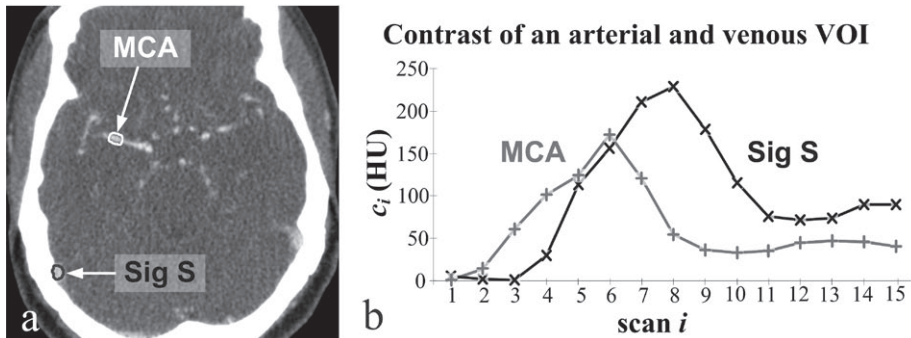 MCA
Sig S
a
Contrast of an arterial and venous VOI
250
200
150
100
50
0
c_i (HU)
MCA
Sig S
1 2 3 4 5 6 7 8 9 10 11 12 13 14 15
scan i
b